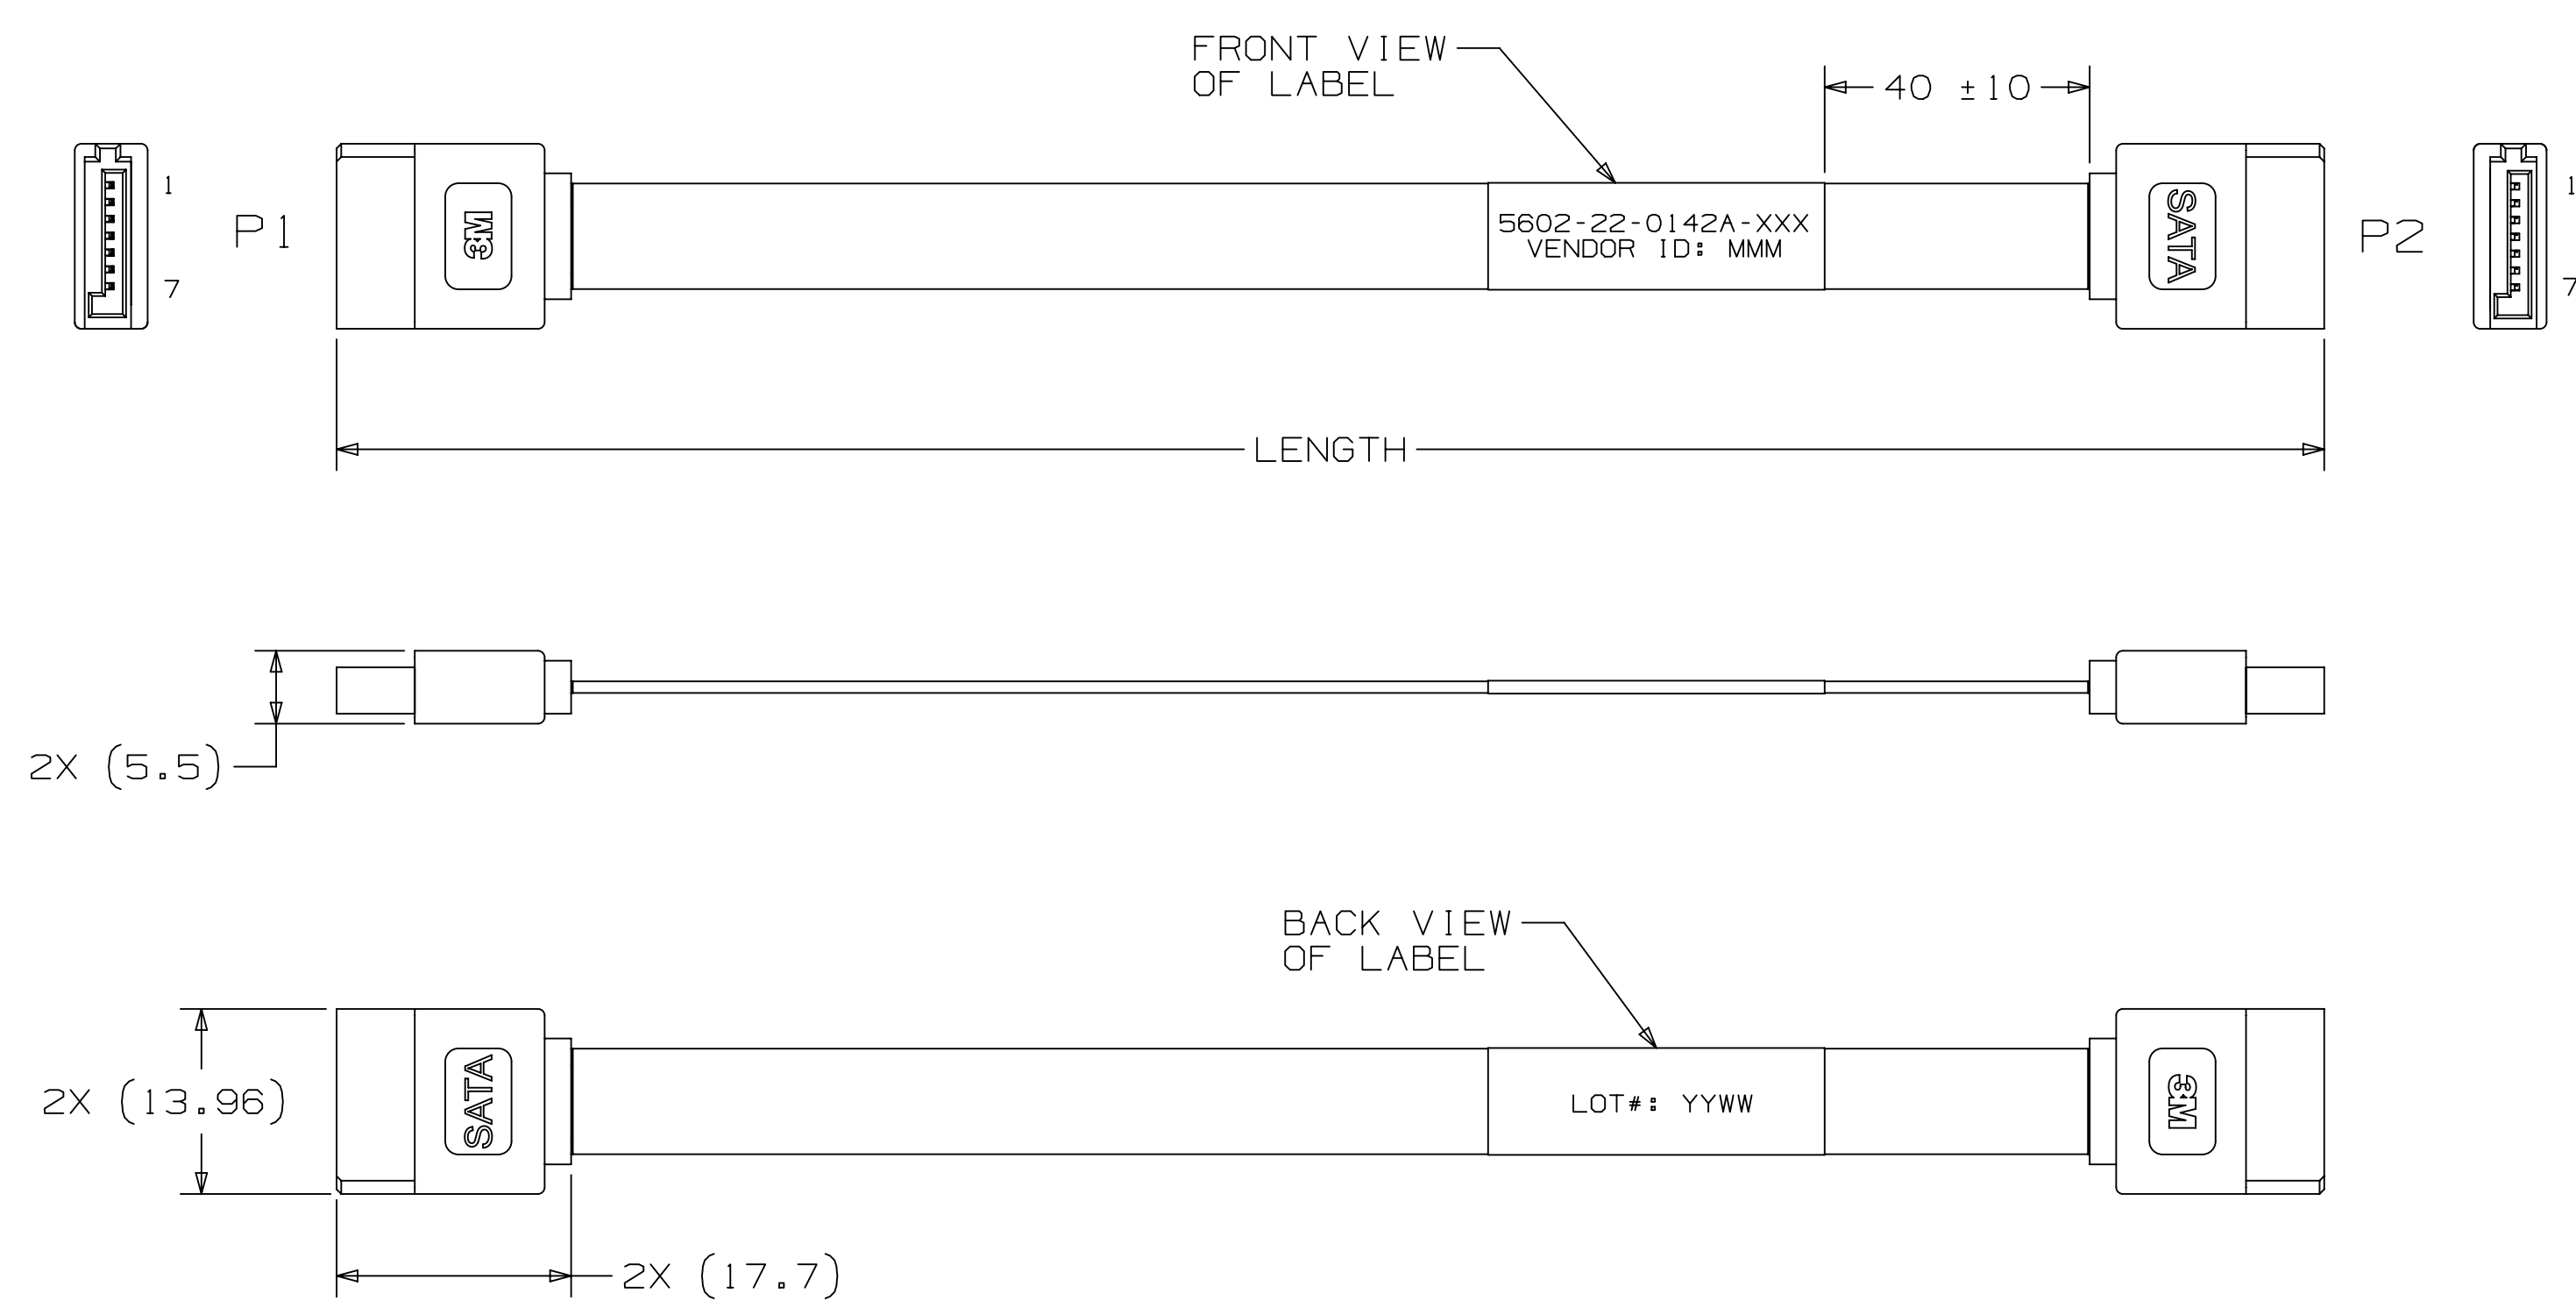 FRONT VIEW
OF LABEL
40 ±10
1
7
P1
3M
5602-22-0142A-XXX
VENDOR ID: MMM
SATA
P2
1
7
LENGTH
2X (5.5)
BACK VIEW
OF LABEL
2X (13.96)
SATA
LOT#: YYWW
3M
2X (17.7)